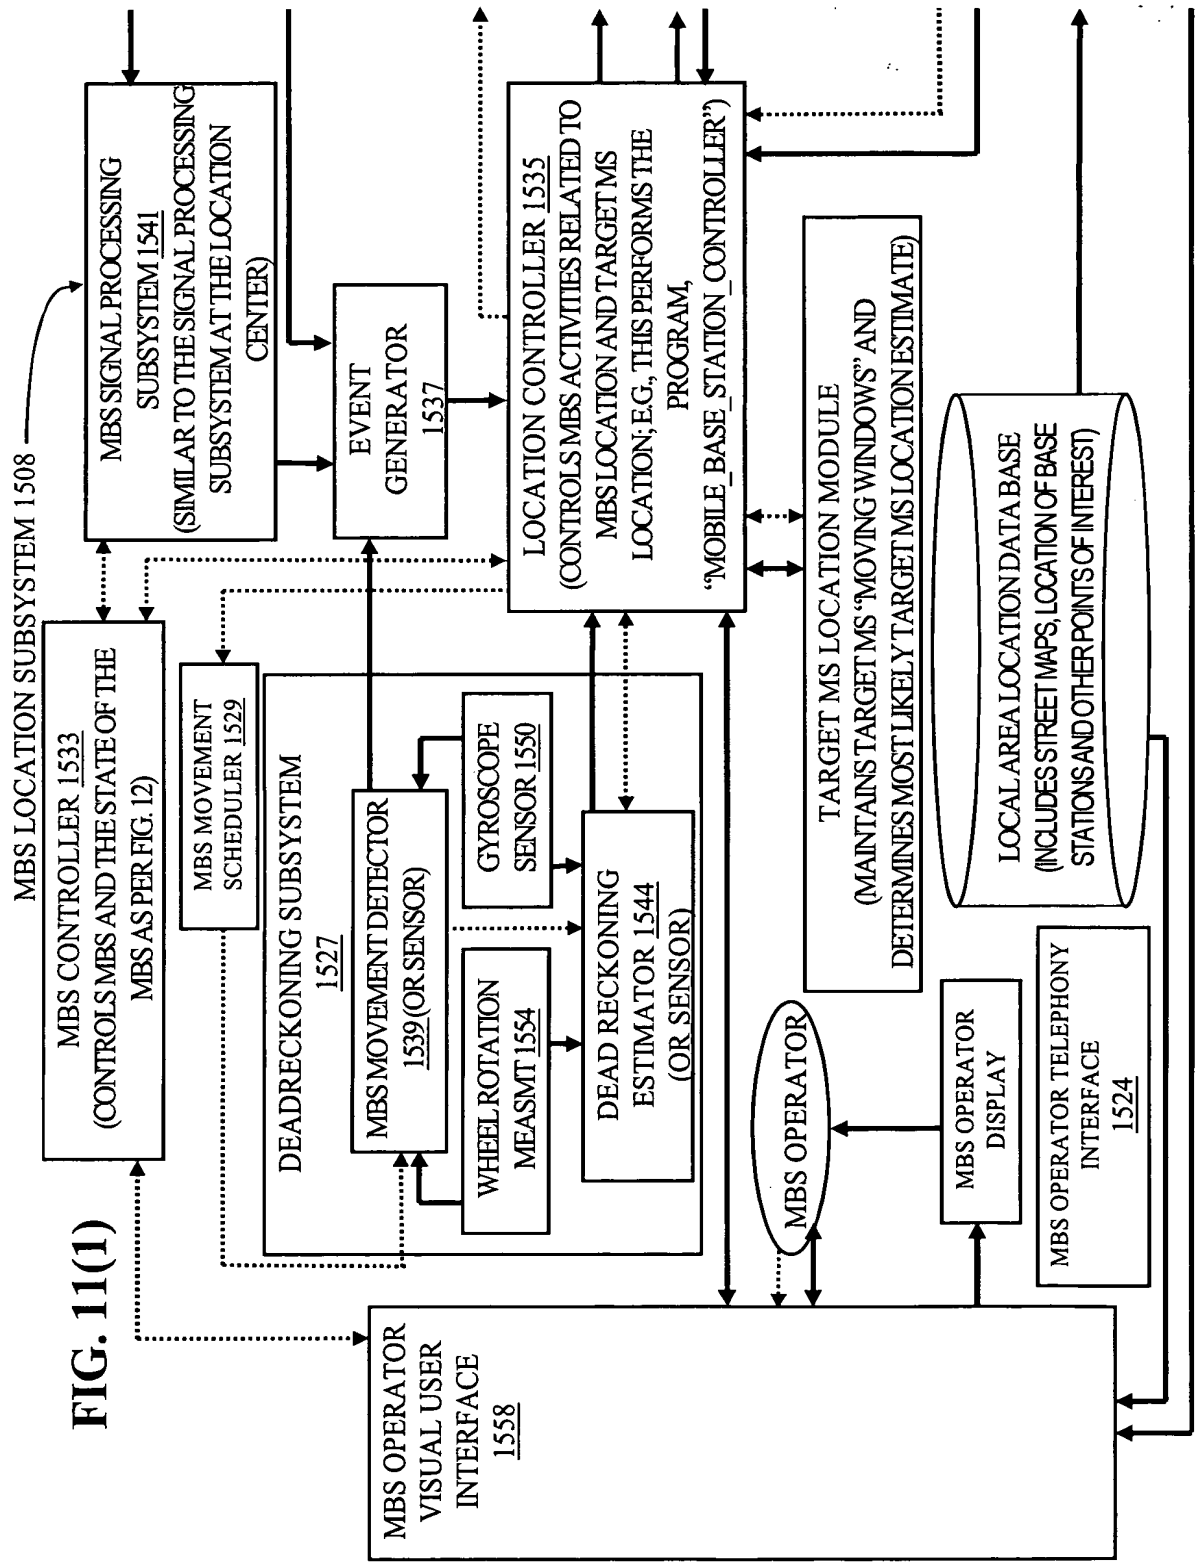 FIG. 11(1)
MBS LOCATION SUBSYSTEM 1508
MBS CONTROLLER 1533
(CONTROLS MBS AND THE STATE OF THE
MBS AS PER FIG. 12)
MBS SIGNAL PROCESSING
SUBSYSTEM 1541
(SIMILAR TO THE SIGNAL PROCESSING
SUBSYSTEM AT THE LOCATION
CENTER)
MBS MOVEMENT
SCHEDULER 1529
EVENT
GENERATOR
1537
DEADRECKONING SUBSYSTEM
1527
MBS MOVEMENT DETECTOR
1539 (OR SENSOR)
WHEEL ROTATION
MEASMT 1554
GYROSCOPE
SENSOR 1550
DEAD RECKONING
ESTIMATOR 1544
(OR SENSOR)
LOCATION CONTROLLER 1535
(CONTROLS MBS ACTIVITIES RELATED TO
MBS LOCATION AND TARGET MS
LOCATION; E.G., THIS PERFORMS THE
PROGRAM,
“MOBILE_BASE_STATION_CONTROLLER”)
MBS OPERATOR
VISUAL USER
INTERFACE
1558
MBS OPERATOR
TARGET MS LOCATION MODULE
(MAINTAINS TARGET MS “MOVING WINDOWS” AND
DETERMINES MOST LIKELY TARGET MS LOCATION ESTIMATE)
MBS OPERATOR
DISPLAY
LOCAL AREA LOCATION DATA BASE
(INCLUDES STREET MAPS, LOCATION OF BASE
STATIONS AND OTHER POINTS OF INTEREST)
MBS OPERATOR TELEPHONY
INTERFACE
1524